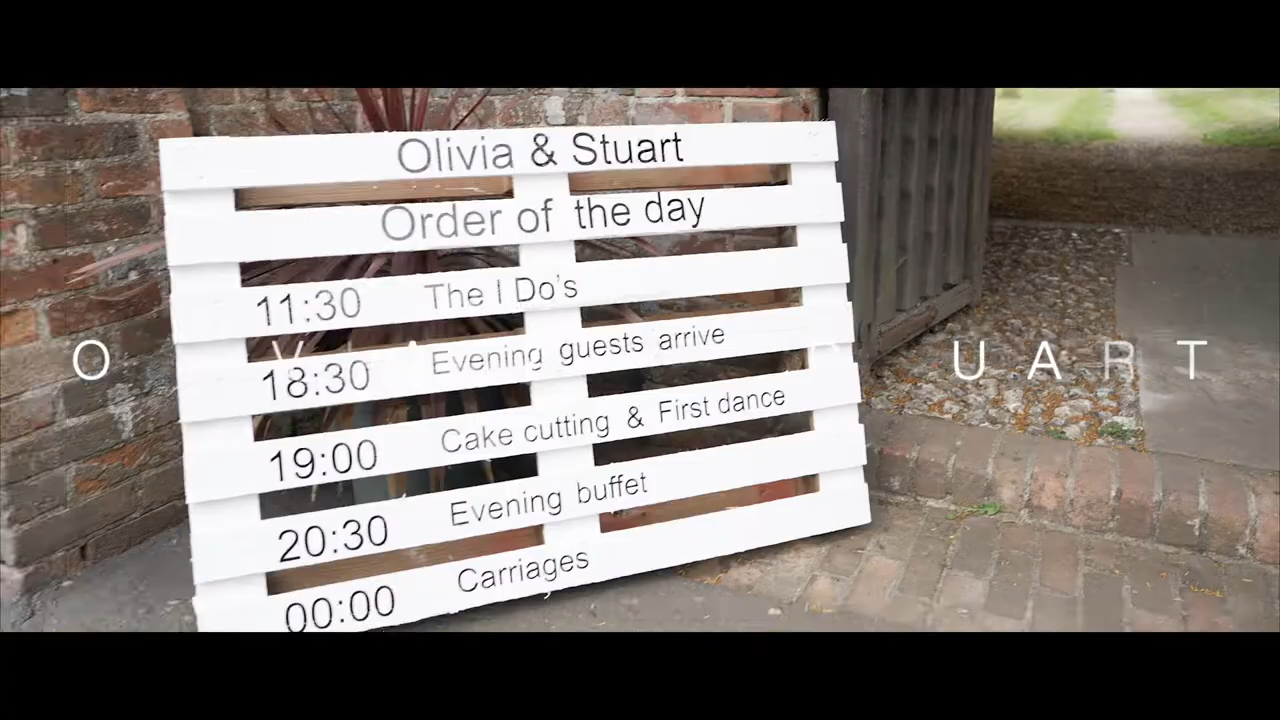 Olivia & Stuart
Order of the day
11:30 The I Do's
18:30 Evening guests arrive
19:00 Cake cutting & First dance
20:30 Evening buffet
00:00 Carriages